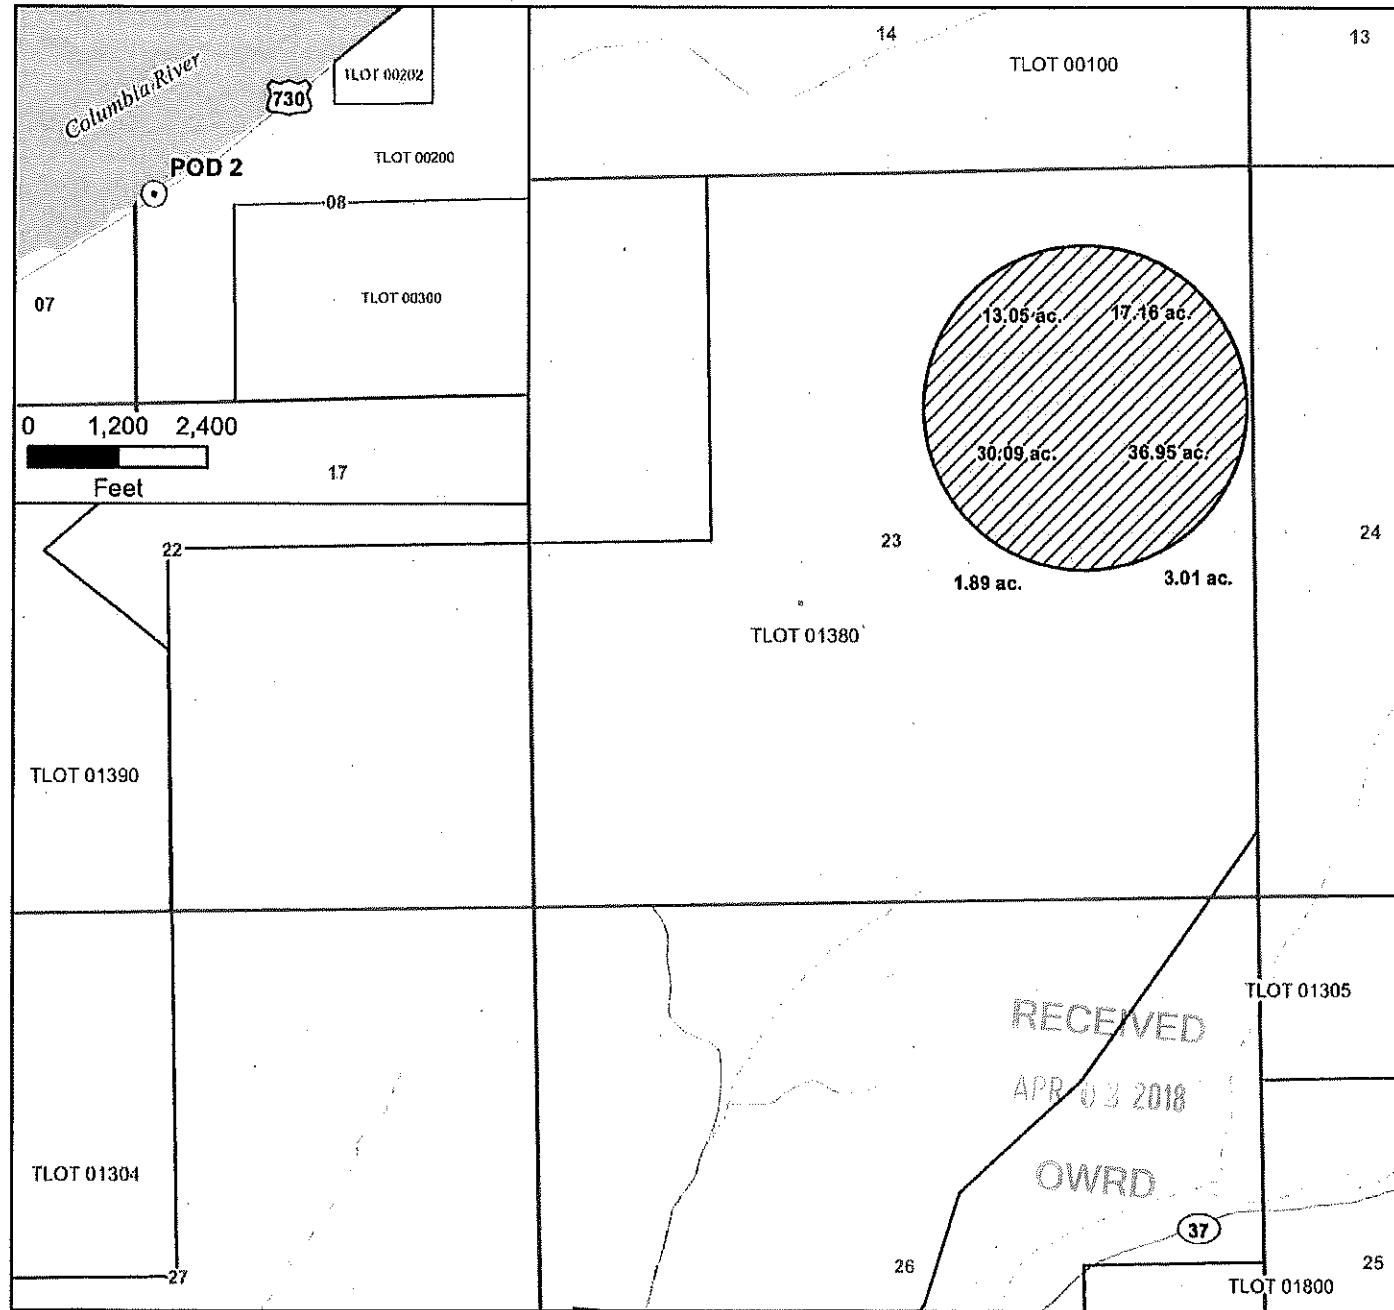 14
13
TLOT 00100
TLOT 00202
Columbia River
730
TLOT 00200
POD 2
08
TLOT 00300
07
13.05 ac.
17.16 ac.
0 1,200 2,400
Feet
17
30.09 ac.
36.95 ac.
22
23
24
1.89 ac.
3.01 ac.
TLOT 01380
TLOT 01390
TLOT 01305
RECEIVED
APR 03 2018
OWRD
TLOT 01304
37
27
26
25
TLOT 01800